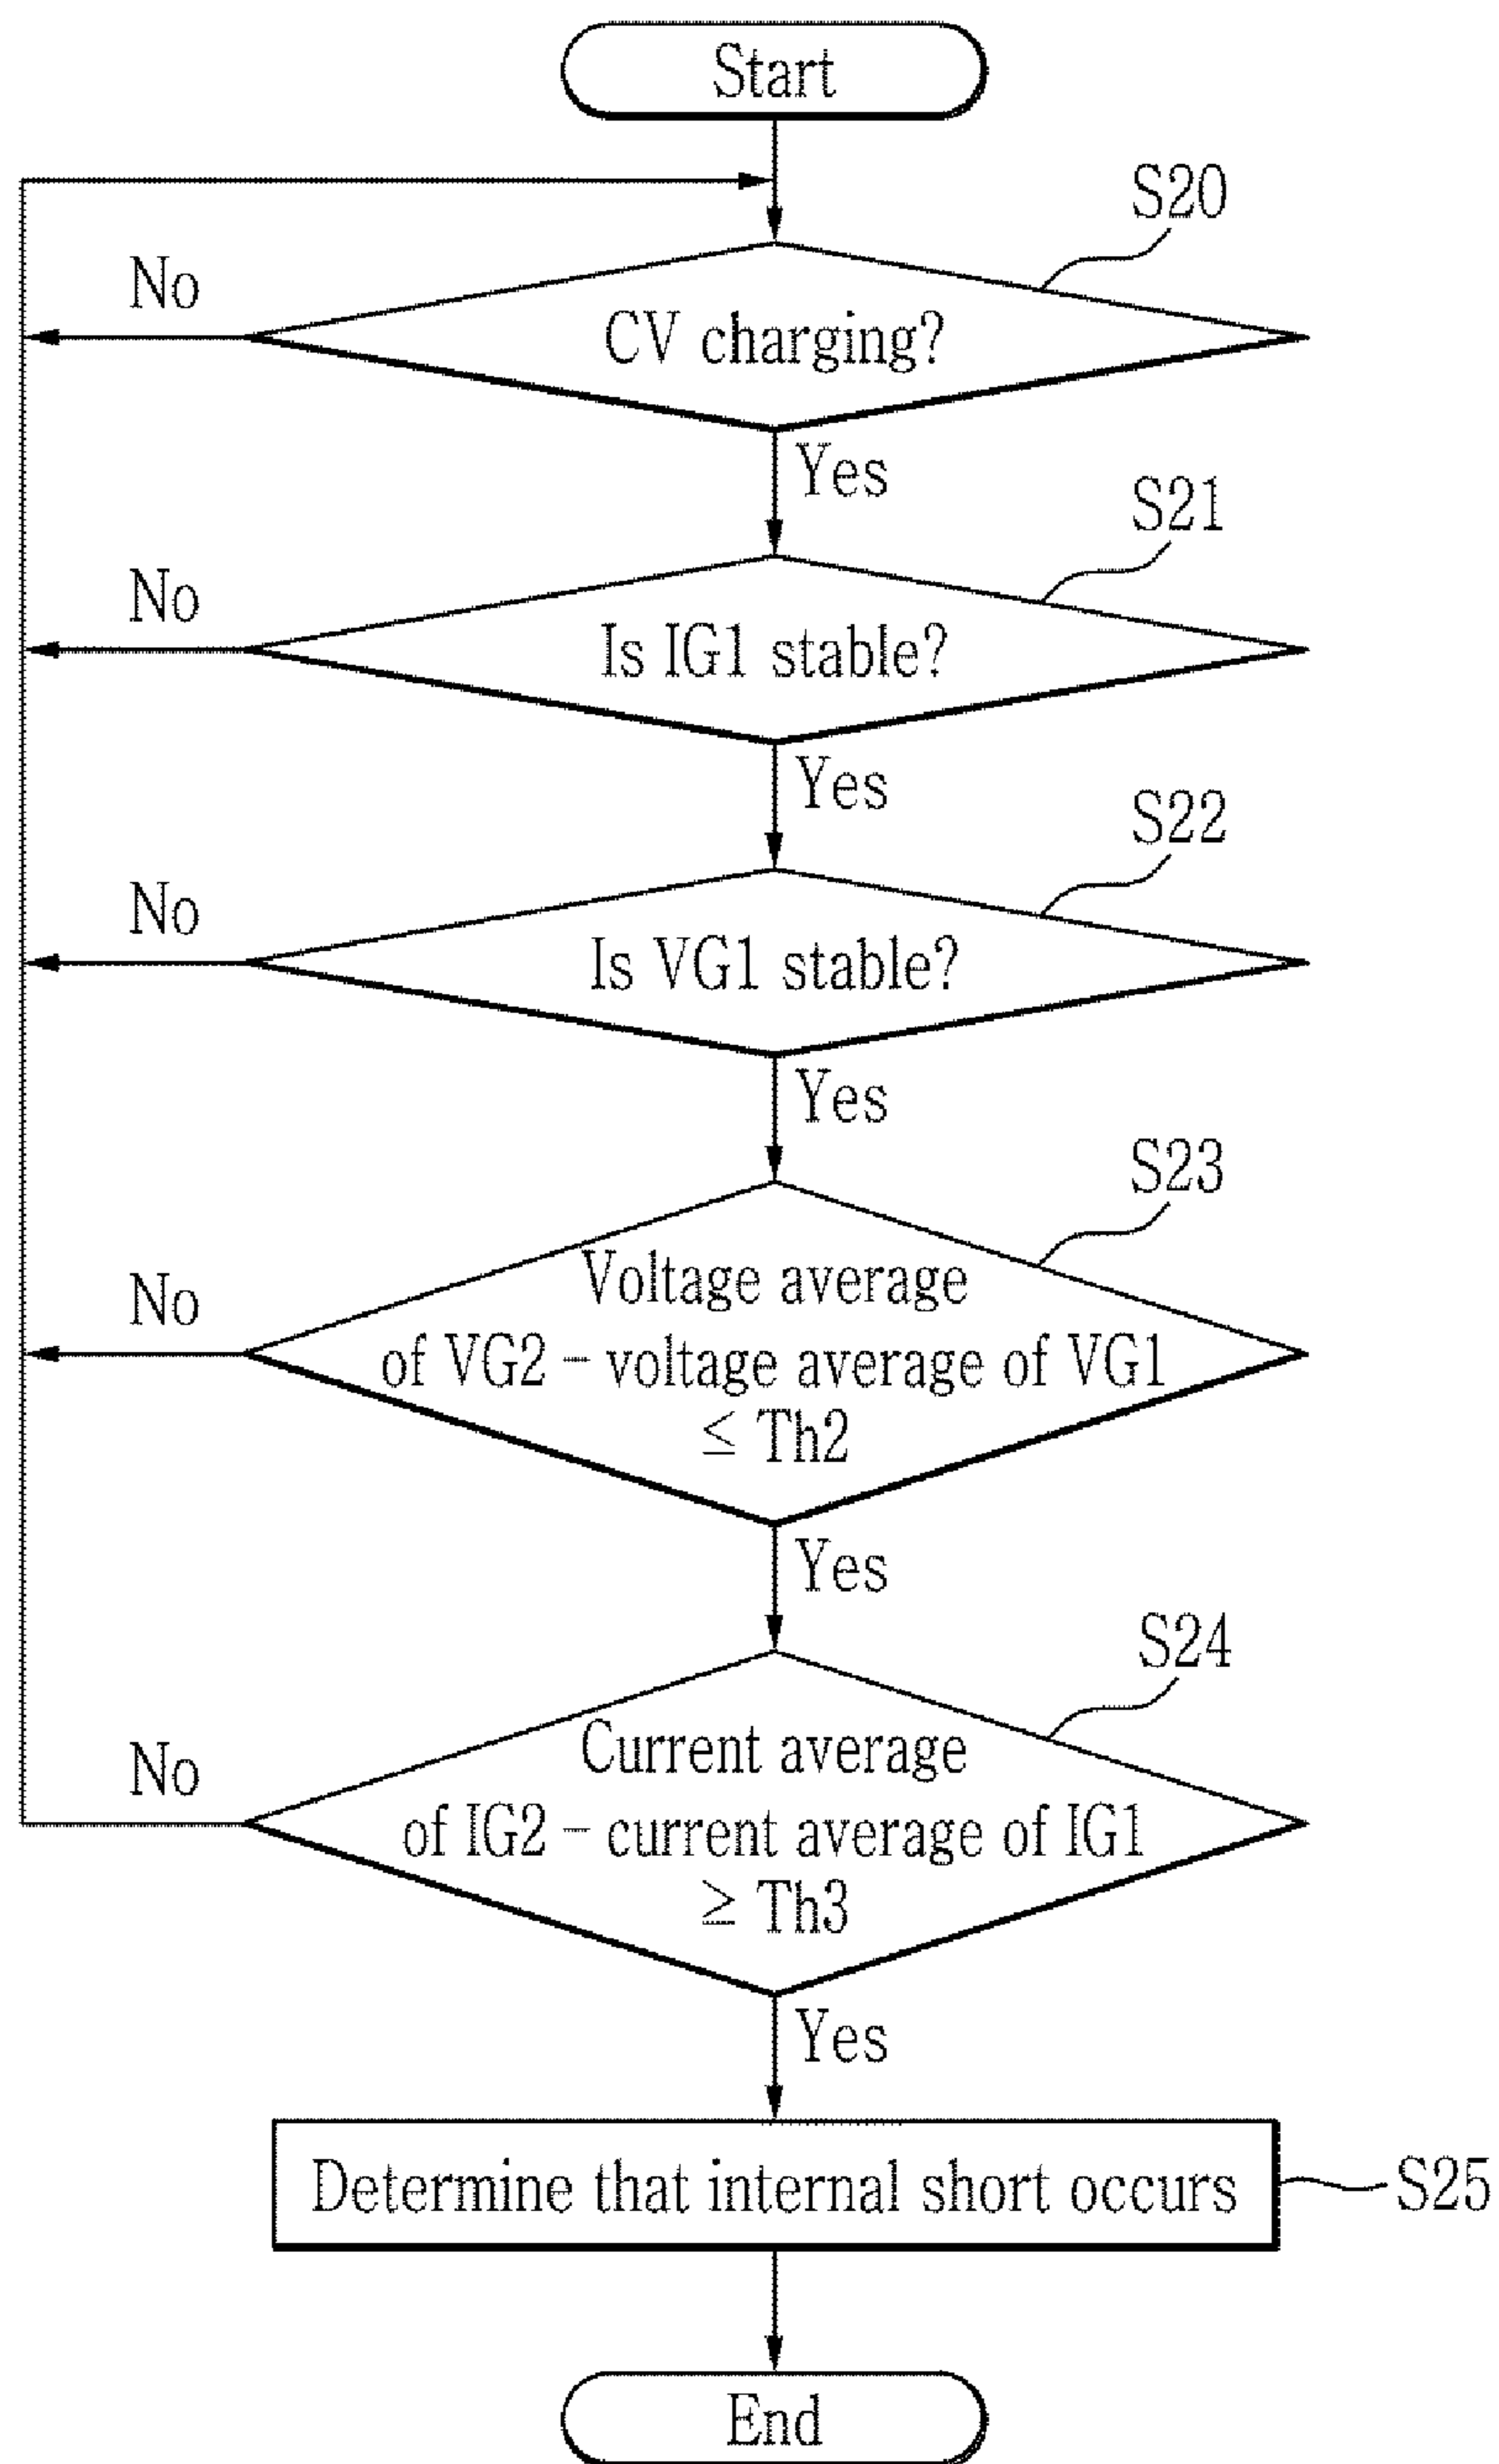 Start
S20
No
CV charging?
Yes
S21
No
Is IG1 stable?
Yes
S22
No
Is VG1 stable?
Yes
S23
No
Voltage average
of VG2 – voltage average of VG1
≤ Th2
Yes
S24
No
Current average
of IG2 – current average of IG1
≥ Th3
Yes
Determine that internal short occurs
S25
End